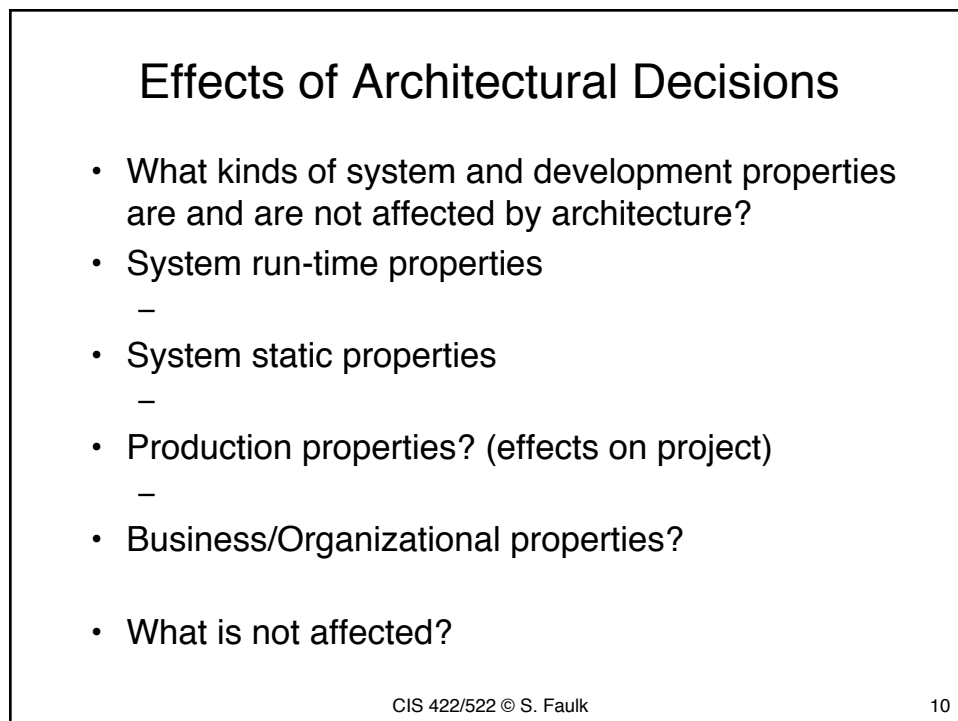 Effects of Architectural Decisions
• What kinds of system and development properties
are and are not affected by architecture?
• System run-time properties
–
• System static properties
–
• Production properties? (effects on project)
–
• Business/Organizational properties?
• What is not affected?
CIS 422/522 © S. Faulk
10